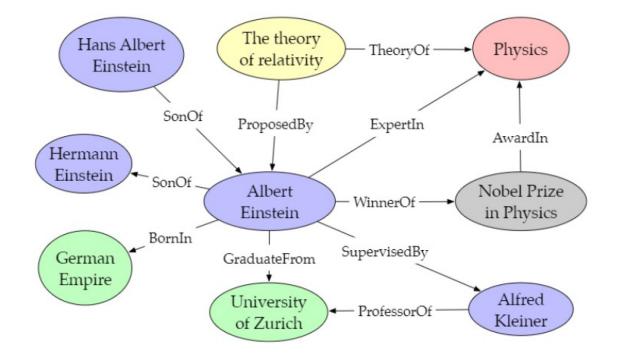 Hans Albert
Einstein
The theory
of relativity
TheoryOf
Physics
SonOf
ProposedBy
ExpertIn
AwardIn
Hermann
Einstein
SonOf
Albert
Einstein
WinnerOf
Nobel Prize
in Physics
BornIn
German
Empire
GraduateFrom
SupervisedBy
University
of Zurich
ProfessorOf
Alfred
Kleiner